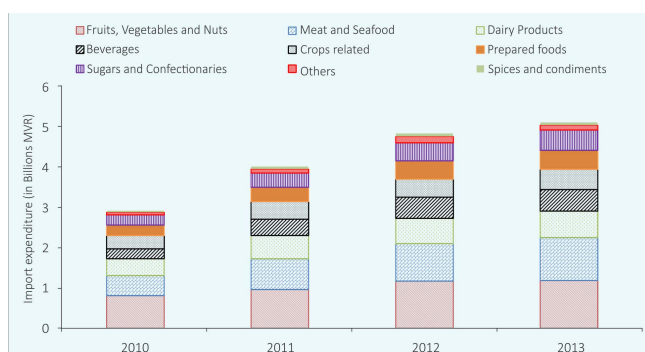 Fruits, Vegetables and Nuts
Meat and Seafood
Dairy Products
Beverages
Crops related
Prepared foods
Sugars and Confectionaries
Others
Spices and condiments
Import expenditure (in Billions MVR)
6
5
4
3
2
1
0
2010
2011
2012
2013